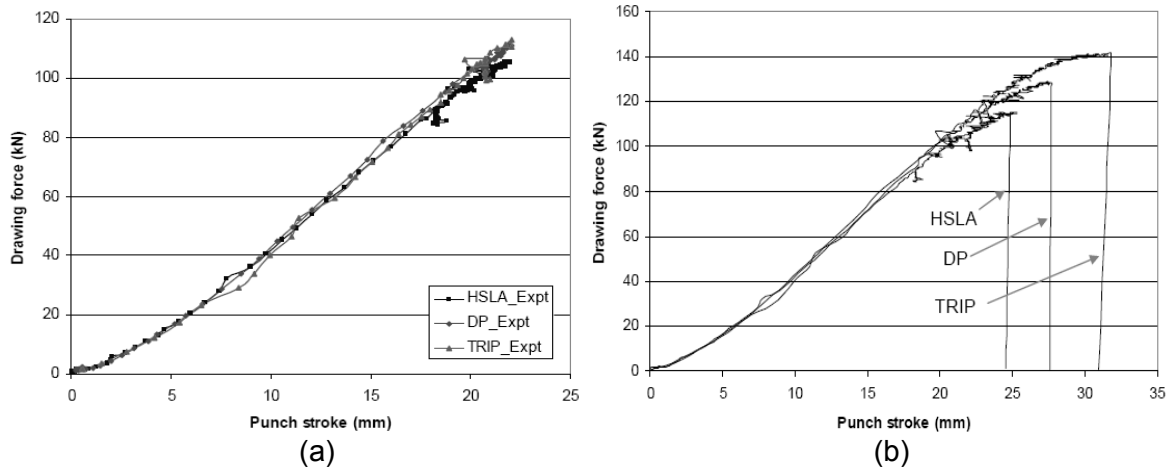 120
100
80
60
40
20
0
Drawing force (kN)
HSLA_Expt
DP_Expt
TRIP_Expt
0 5 10 15 20 25
Punch stroke (mm)
(a)
160
140
120
100
80
60
40
20
0
Drawing force (kN)
HSLA
DP
TRIP
0 5 10 15 20 25 30 35
Punch stroke (mm)
(b)